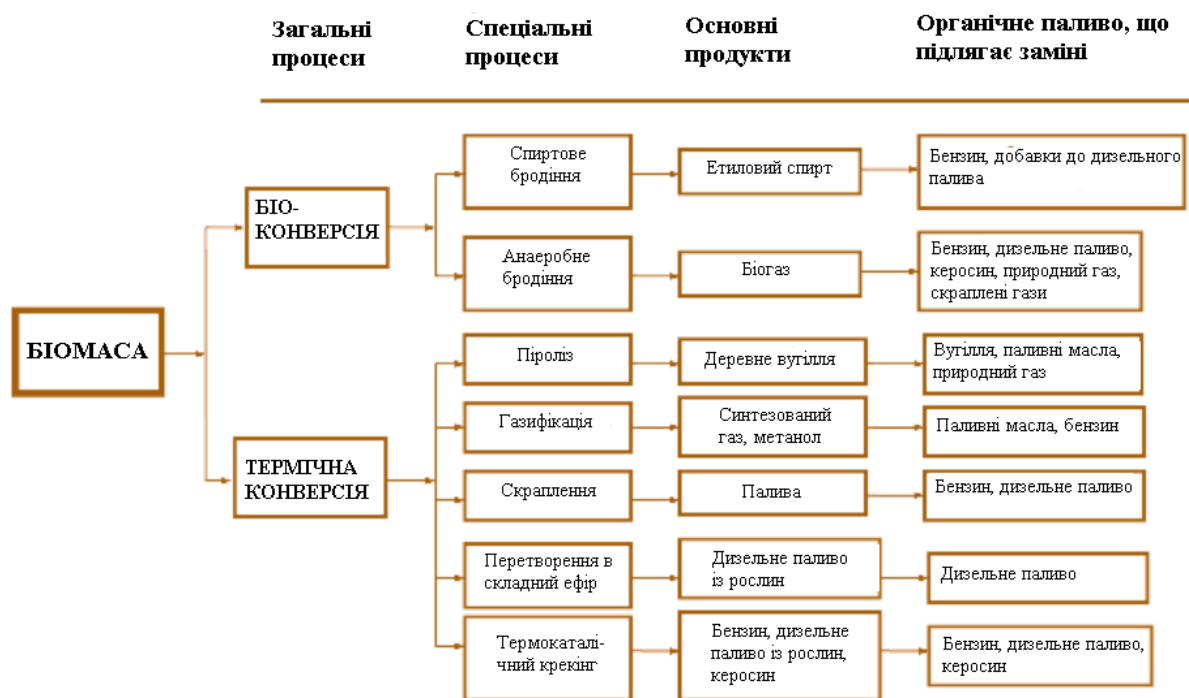 Загальні
процеси
Спеціальні
процеси
Основні
продукти
Органічне паливо, що
підлягає заміні
БІОМАСА
БІО-
КОНВЕРСІЯ
Спиртове
бродіння
Етиловий спирт
Бензин, добавки до дизельного
палива
Анаеробне
бродіння
Біогаз
Бензин, дизельне паливо,
керосин, природний газ,
скраплені гази
ТЕРМІЧНА
КОНВЕРСІЯ
Піроліз
Деревне вугілля
Вугілля, паливні масла,
природний газ
Газифікація
Синтезований
газ, метанол
Паливні масла, бензин
Скраплення
Палива
Бензин, дизельне паливо
Перетворення в
складний ефір
Дизельне паливо
із рослин
Дизельне паливо
Термокаталі-
чний крекінг
Бензин, дизельне
паливо із рослин,
керосин
Бензин, дизельне паливо,
керосин